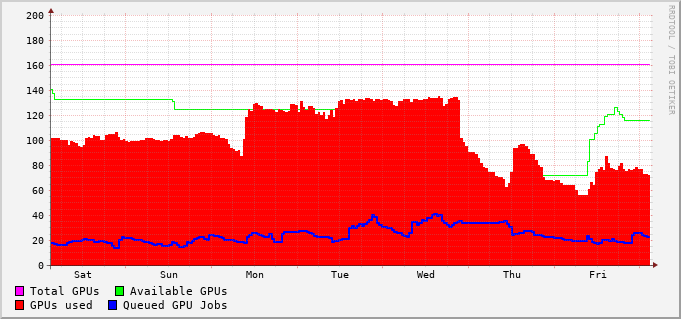 RRDTOOL / TOBI OETIKER
200
180
160
140
120
100
80
60
40
20
0
Sat Sun Mon Tue Wed Thu Fri
Total GPUs Available GPUs
GPUs used Queued GPU Jobs